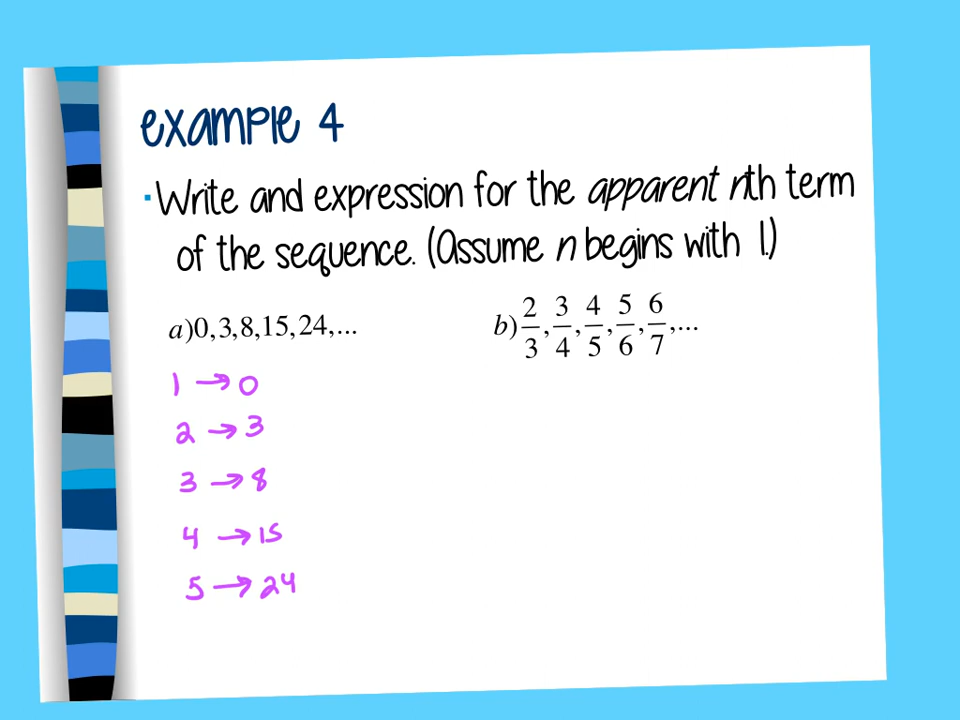 example 4
·Write and expression for the apparent nth term
of the sequence. (Assume n begins with 1.)
a)0,3,8,15,24,...
b)2/3,3/4,4/5,5/6,6/7,...
1 → 0
2 → 3
3 → 8
4 → 15
5 → 24